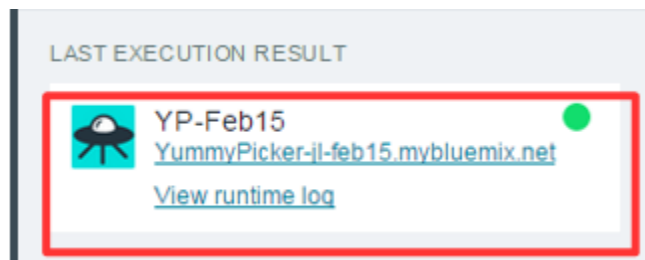 LAST EXECUTION RESULT
YP-Feb15
YummyPicker-jl-feb15.mybluemix.net
View runtime log